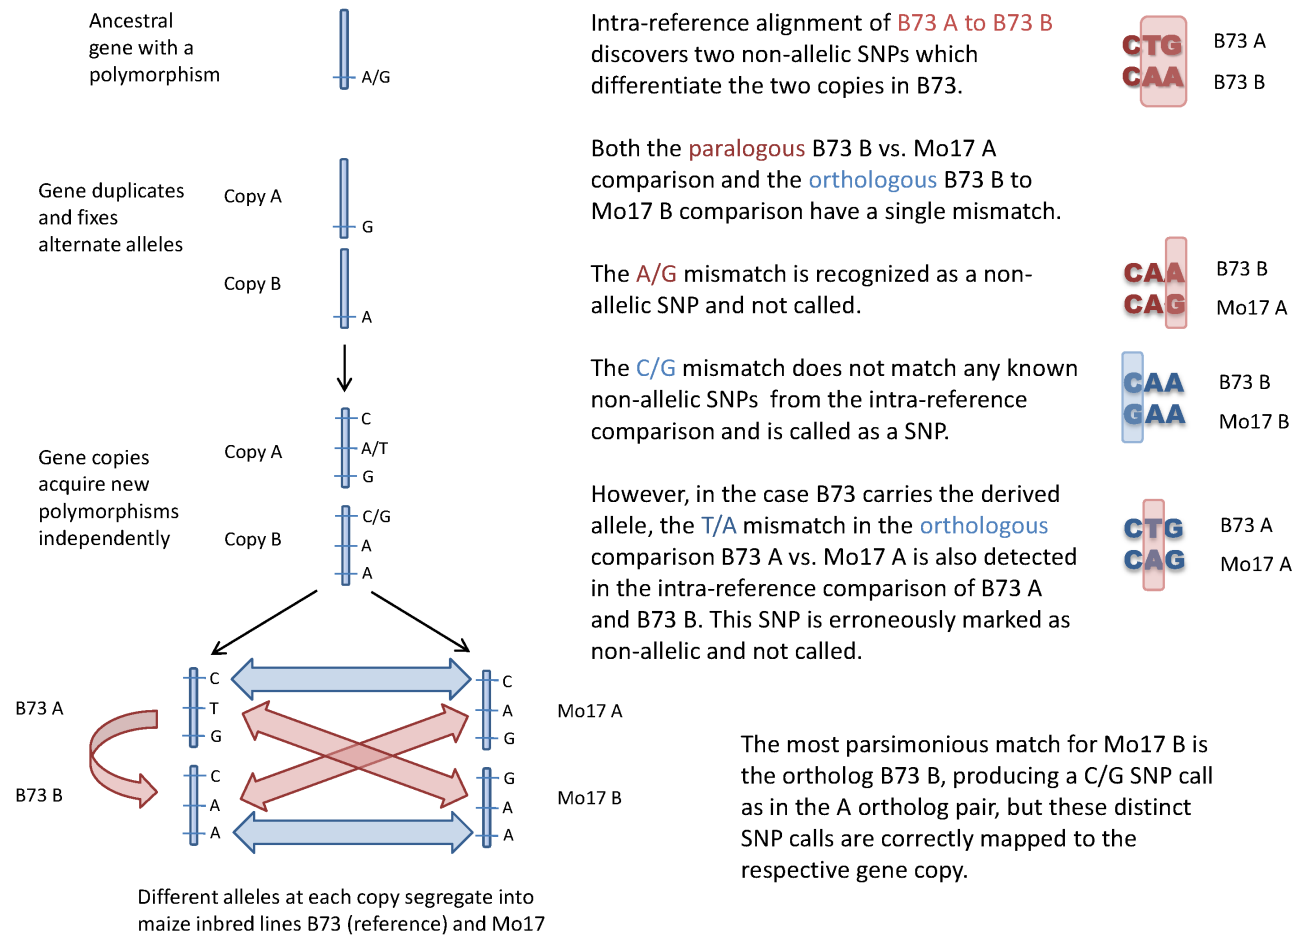 Ancestral
gene with a
polymorphism
A/G
Gene duplicates
and fixes
alternate alleles
Copy A
G
Copy B
A
Gene copies
acquire new
polymorphisms
independently
Copy A
C
A/T
G
Copy B
C/G
A
A
B73 A
C
T
G
B73 B
C
A
A
C
A
G
Mo17 A
G
A
A
Mo17 B
Different alleles at each copy segregate into
maize inbred lines B73 (reference) and Mo17
Intra-reference alignment of B73 A to B73 B
discovers two non-allelic SNPs which
differentiate the two copies in B73.
CTG B73 A
CAA B73 B
Both the paralogous B73 B vs. Mo17 A
comparison and the orthologous B73 B to
Mo17 B comparison have a single mismatch.
The A/G mismatch is recognized as a non-
allelic SNP and not called.
CAA B73 B
CAG Mo17 A
The C/G mismatch does not match any known
non-allelic SNPs from the intra-reference
comparison and is called as a SNP.
CAA B73 B
GAA Mo17 B
However, in the case B73 carries the derived
allele, the T/A mismatch in the orthologous
comparison B73 A vs. Mo17 A is also detected
in the intra-reference comparison of B73 A
and B73 B. This SNP is erroneously marked as
non-allelic and not called.
CTG B73 A
CAG Mo17 A
The most parsimonious match for Mo17 B is
the ortholog B73 B, producing a C/G SNP call
as in the A ortholog pair, but these distinct
SNP calls are correctly mapped to the
respective gene copy.